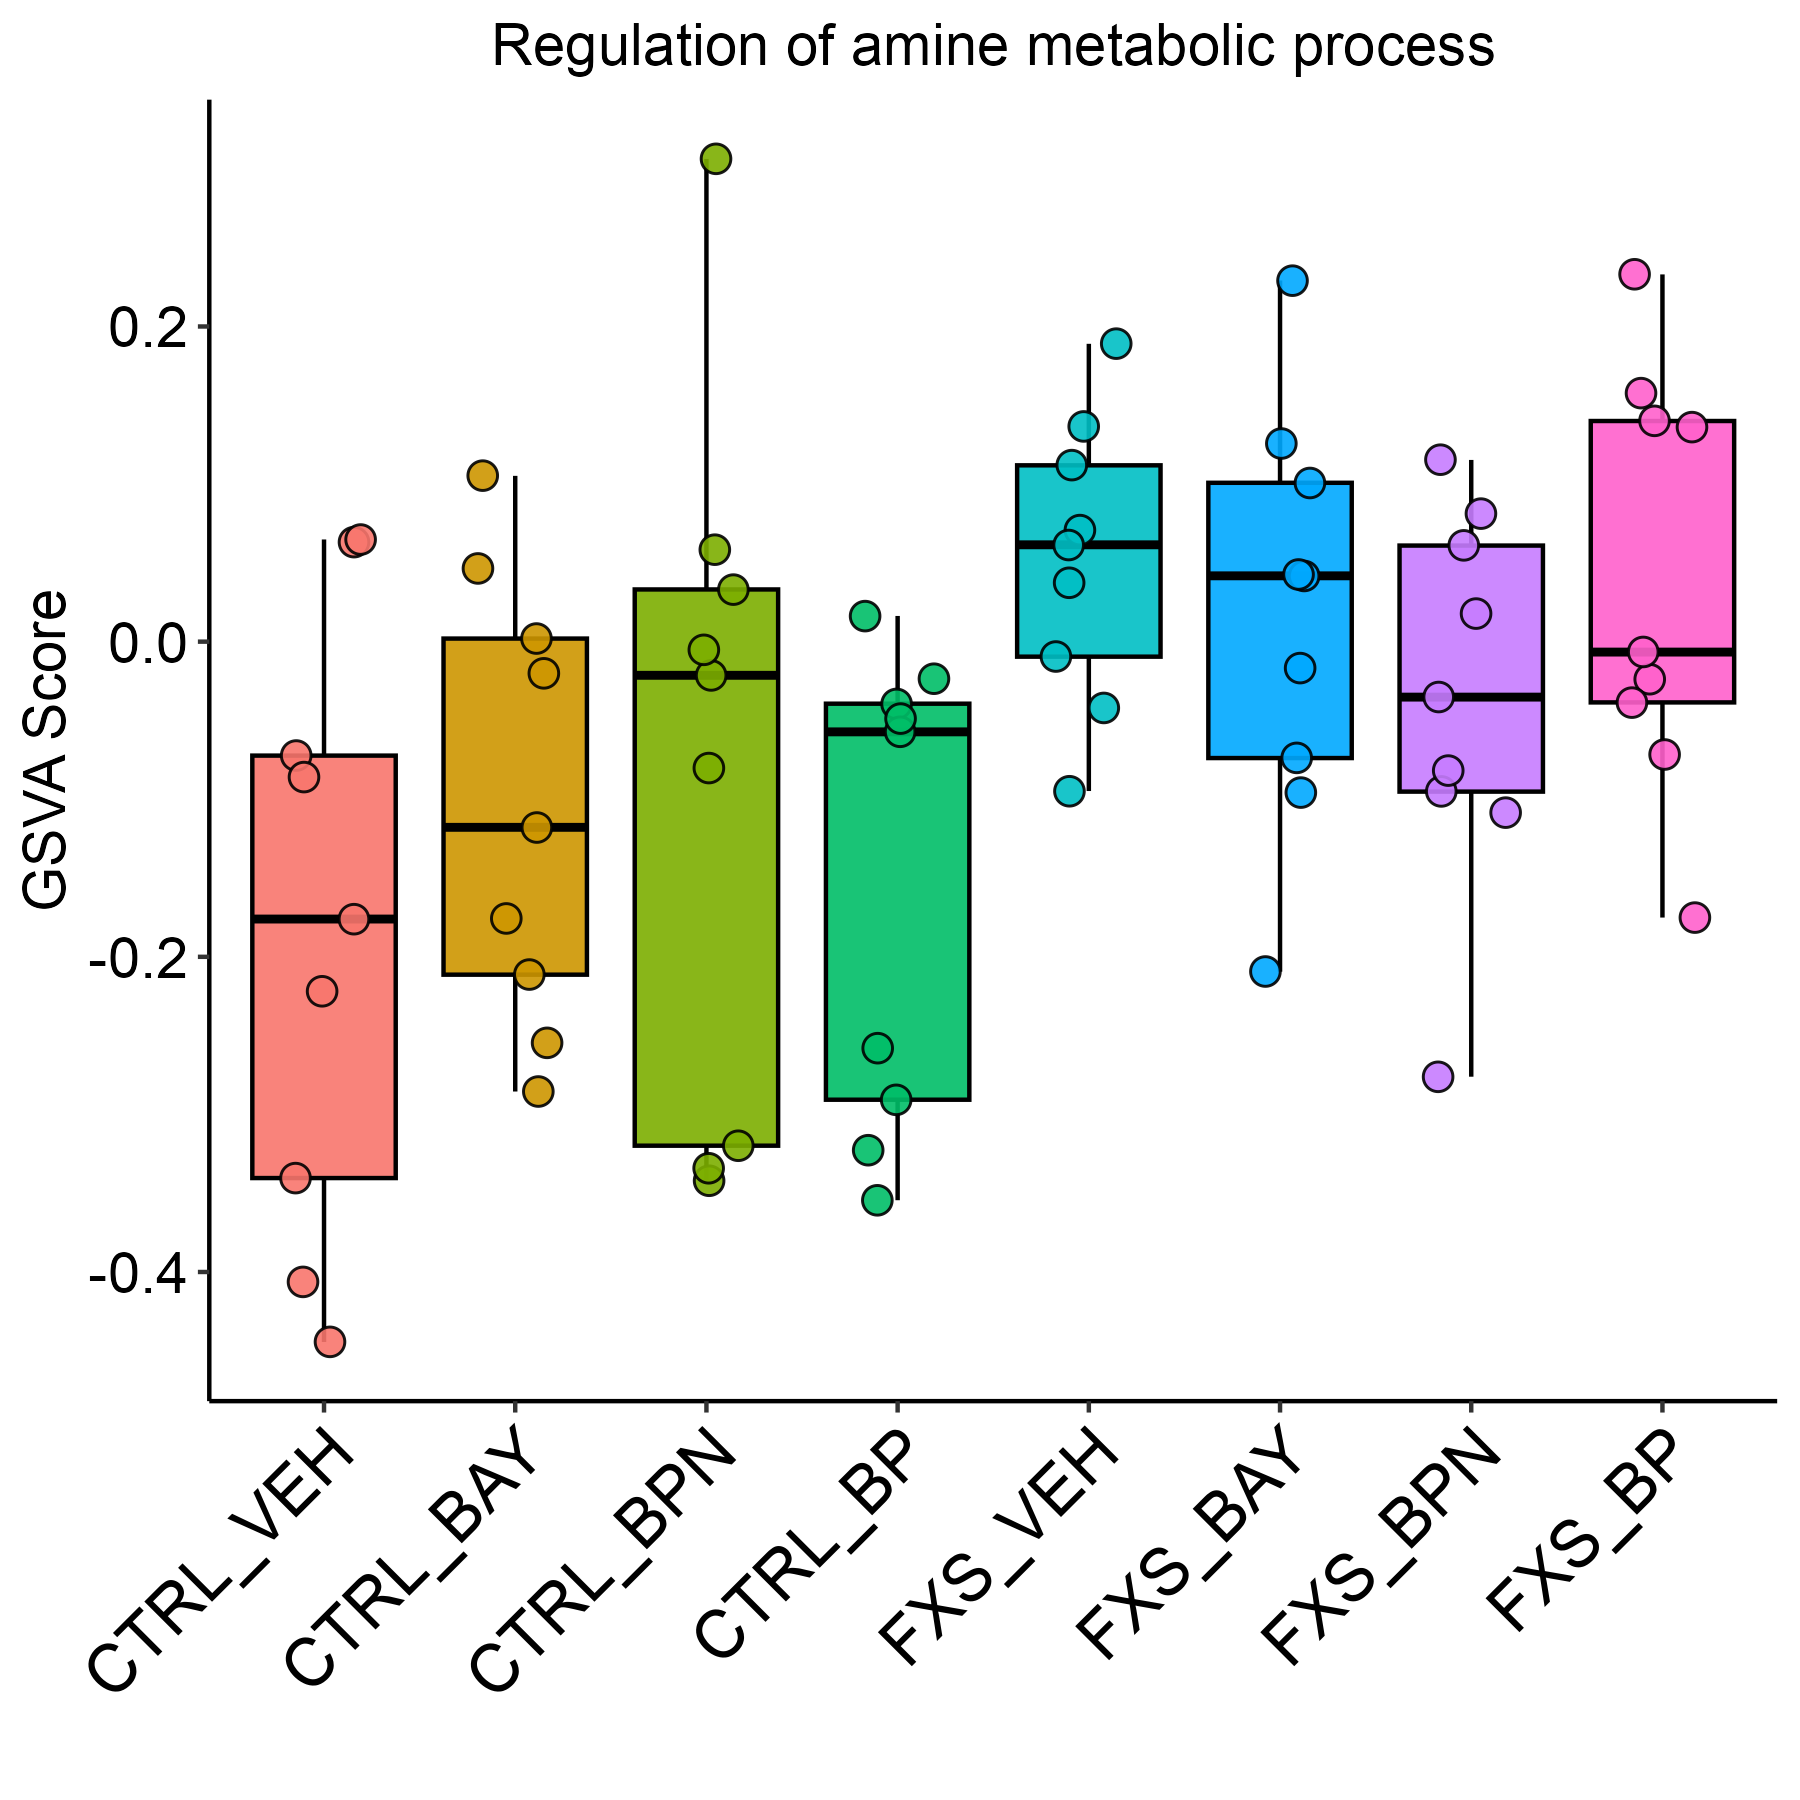 Regulation of amine metabolic process
GSVA Score
0.2
0.0
-0.2
-0.4
CTRL_VEH
CTRL_BAY
CTRL_BPN
CTRL_BP
FXS_VEH
FXS_BAY
FXS_BPN
FXS_BP